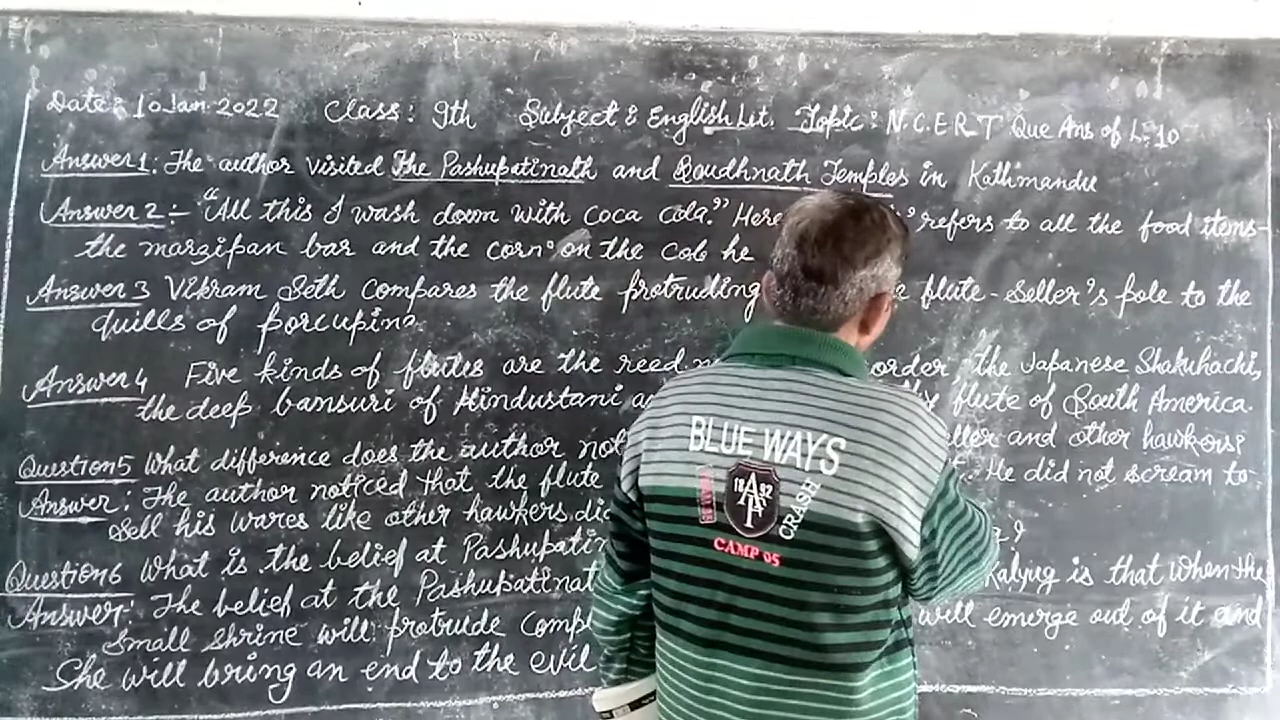 Date: 10 Jan. 2022 Class: 9th Subject: English Lit. Topic: N.C.E.R.T Que Ans of L:10
Answer 1: The author visited The Pashupatinath and Boudhnath Temples in Kathmandu
Answer 2:- "All this I wash down with coca cola." Here refers to all the food items-
the marzipan bar and the corn on the cob he
Answer 3 Vikram Seth compares the flute protruding flute-seller's pole to the
quills of porcupine
Answer 4 Five kinds of flutes are the reed the Japanese Shakuhachi,
the deep bansuri of Hindustani flute of South America.
Question 5 What difference does the author and other hawkers?
Answer: The author noticed that the flute He did not scream to
sell his wares like other hawkers
Question 6 What is the belief at
Answer: The belief at the Kalyug is that when the
small shrine will protrude will emerge out of it and
She will bring an end to the evil
BLUE WAYS
1892
CRASH
CAMP 05